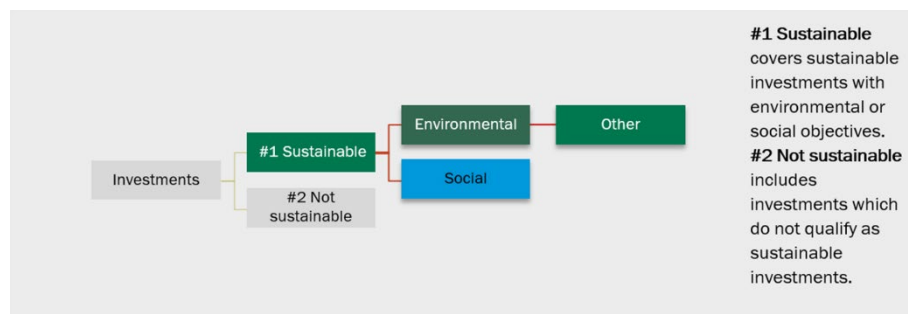 Investments
#1 Sustainable
#2 Not
sustainable
Environmental
Social
Other
#1 Sustainable
covers sustainable
investments with
environmental or
social objectives.
#2 Not sustainable
includes
investments which
do not qualify as
sustainable
investments.